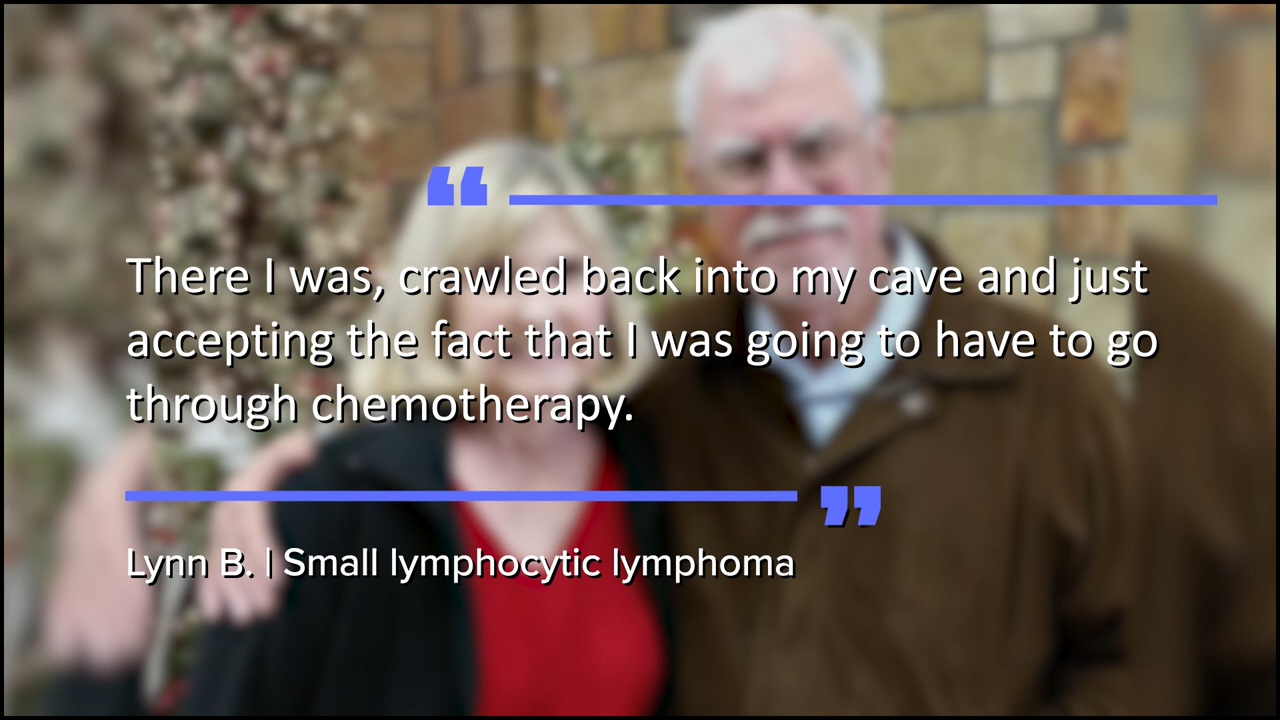 “
There I was, crawled back into my cave and just
accepting the fact that I was going to have to go
through chemotherapy.
”
Lynn B. | Small lymphocytic lymphoma